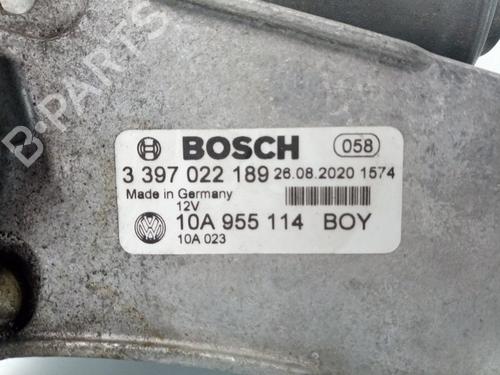 B-PARTS
BOSCH 058
3 397 022 189 26.08.2020 1574
Made in Germany
12V
10A 955 114 BOY
10A 023